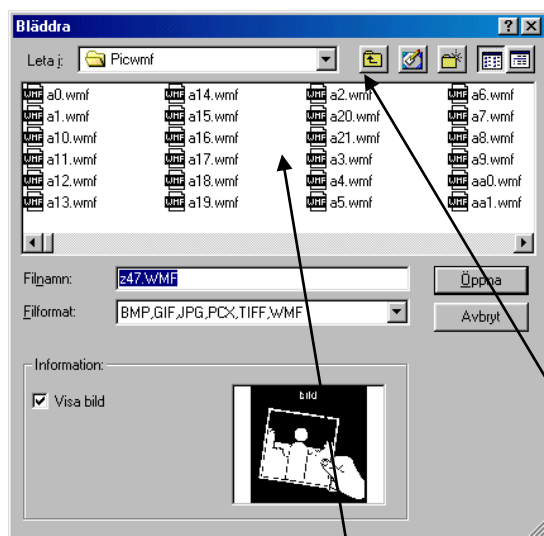 Bläddra
Leta i: Picwmf
a0.wmf a14.wmf a2.wmf a6.wmf
a1.wmf a15.wmf a20.wmf a7.wmf
a10.wmf a16.wmf a21.wmf a8.wmf
a11.wmf a17.wmf a3.wmf a9.wmf
a12.wmf a18.wmf a4.wmf aa0.wmf
a13.wmf a19.wmf a5.wmf aa1.wmf
Filnamn: z47.WMF Öppna
Filformat: BMP,GIF,JPG,PCX,TIFF,WMF Avbryt
Information:
Visa bild
bild